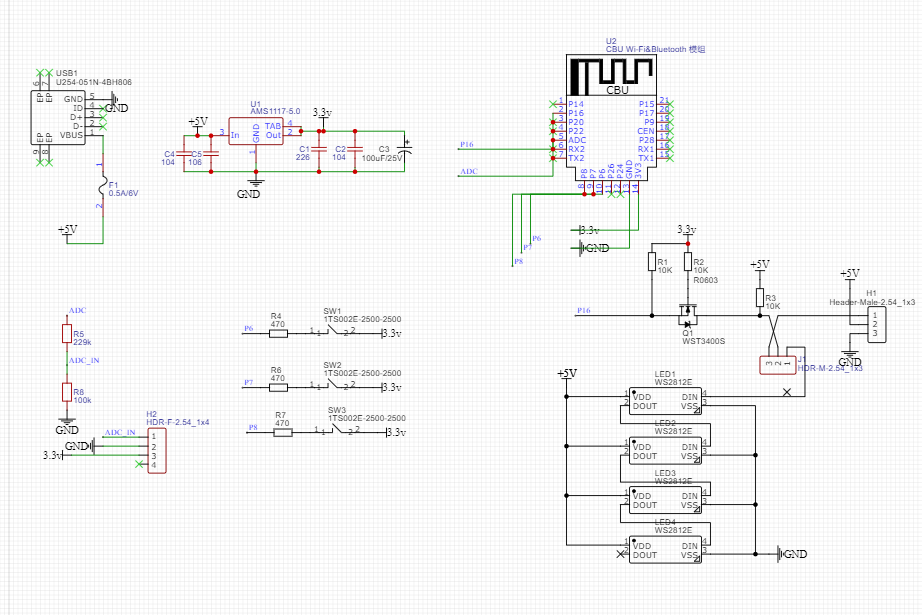 USB1
U254-051N-4BH806
6
7
EP
EP
GND
ID
D+
D-
VBUS
5
4
3
2
1
EP
EP
9
8
GND
1
F1
0.5A/6V
2
+5V
U1
AMS1117-5.0
+5V
3
In
GND
TAB
Out
4
2
1
3.3v
C4
104
C5
106
C1
226
C2
104
C3
100uF/25V
GND
U2
CBU Wi-Fi&Bluetooth 模组
CBU
1 P14
2 P16
3 P20
4 P22
5 ADC
6 RX2
7 TX2
P15 21
P17 20
P9 19
CEN 18
P28 17
RX1 16
TX1 15
P8
P7
P6
P26
P24
GND
3V3
8
9
10
11
12
13
14
P16
ADC
P6
P7
P8
3.3v
GND
3.3v
R1
10K
R2
10K
R0603
P16
Q1
WST3400S
+5V
R3
10K
+5V
H1
Header-Male-2.54_1x3
1
2
3
GND
3
2
1
J1
HDR-M-2.54_1x3
ADC
R5
229k
ADC_IN
R8
100k
GND
H2
HDR-F-2.54_1x4
ADC_IN
GND
3.3v
1
2
3
4
SW1
1TS002E-2500-2500
P6
R4
470
1 1 2 2
3.3v
SW2
1TS002E-2500-2500
P7
R6
470
1 1 2 2
3.3v
SW3
1TS002E-2500-2500
P8
R7
470
1 1 2 2
3.3v
+5V
LED1
WS2812E
1 VDD DIN 4
2 DOUT VSS 3
LED2
WS2812E
1 VDD DIN 4
2 DOUT VSS 3
LED3
WS2812E
1 VDD DIN 4
2 DOUT VSS 3
LED4
WS2812E
1 VDD DIN 4
2 DOUT VSS 3
GND